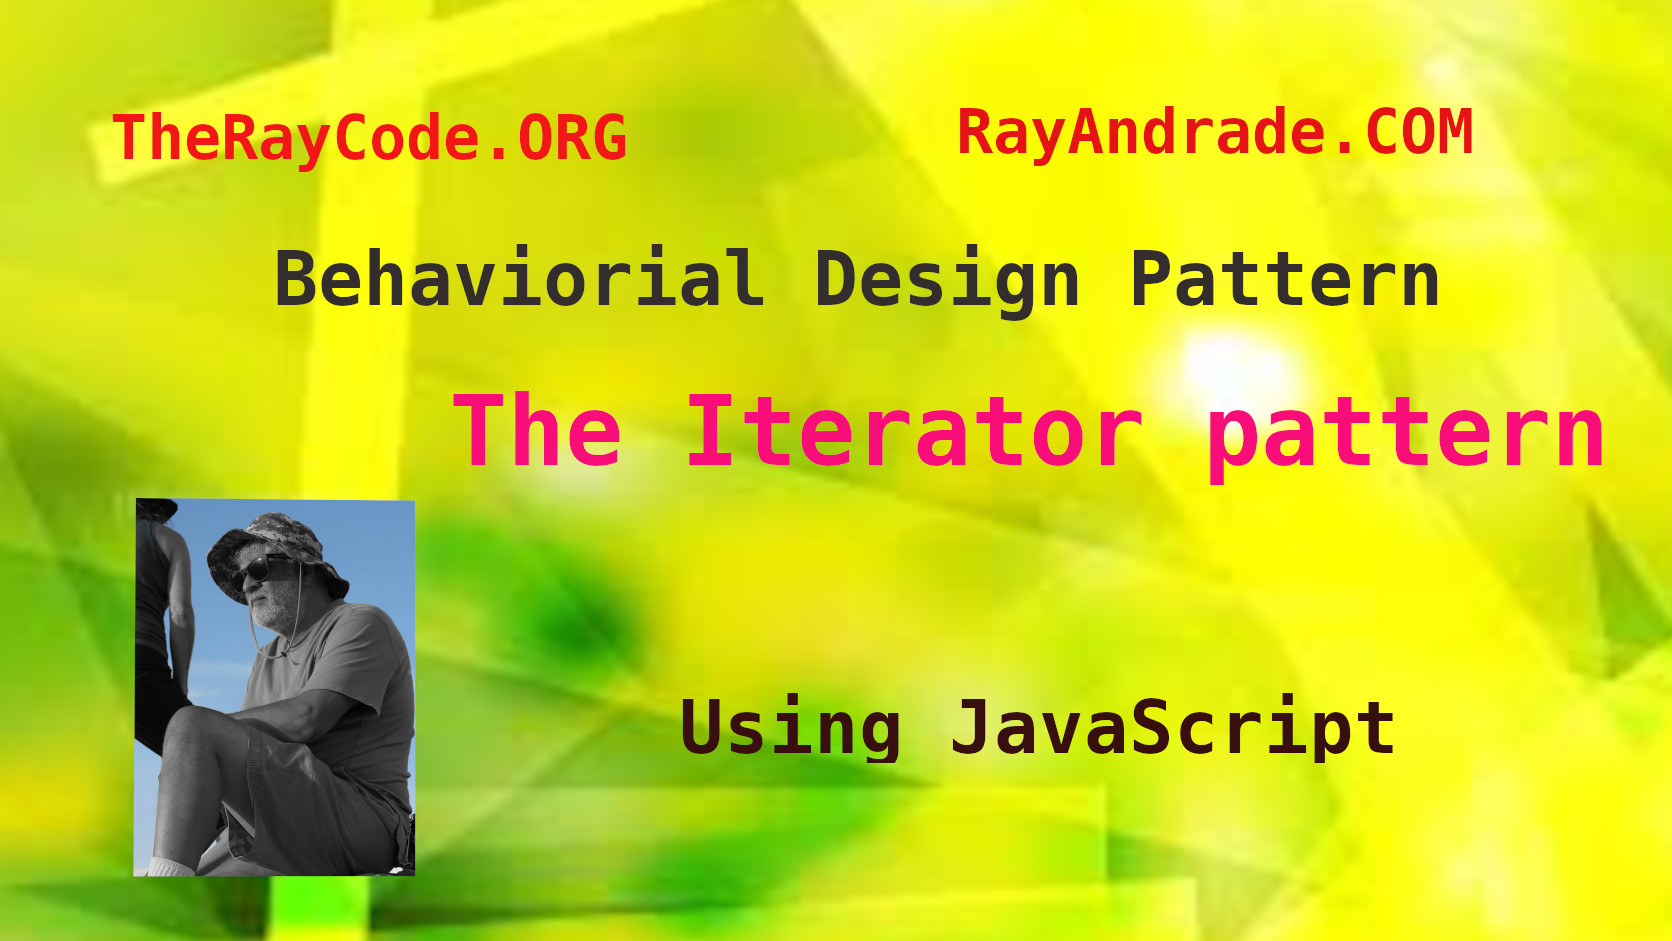 TheRayCode.ORG
RayAndrade.COM
Behaviorial Design Pattern
The Iterator pattern
Using JavaScript